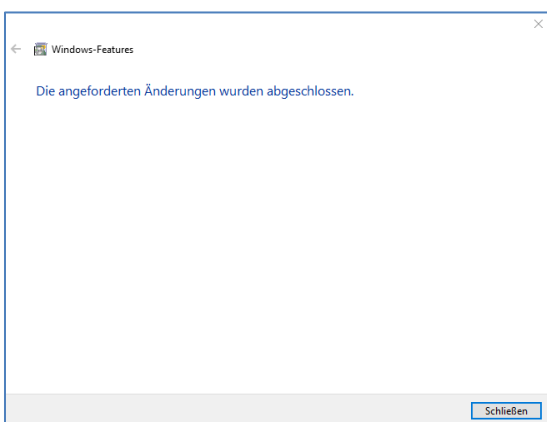 Windows-Features
Die angeforderten Änderungen wurden abgeschlossen.
Schließen